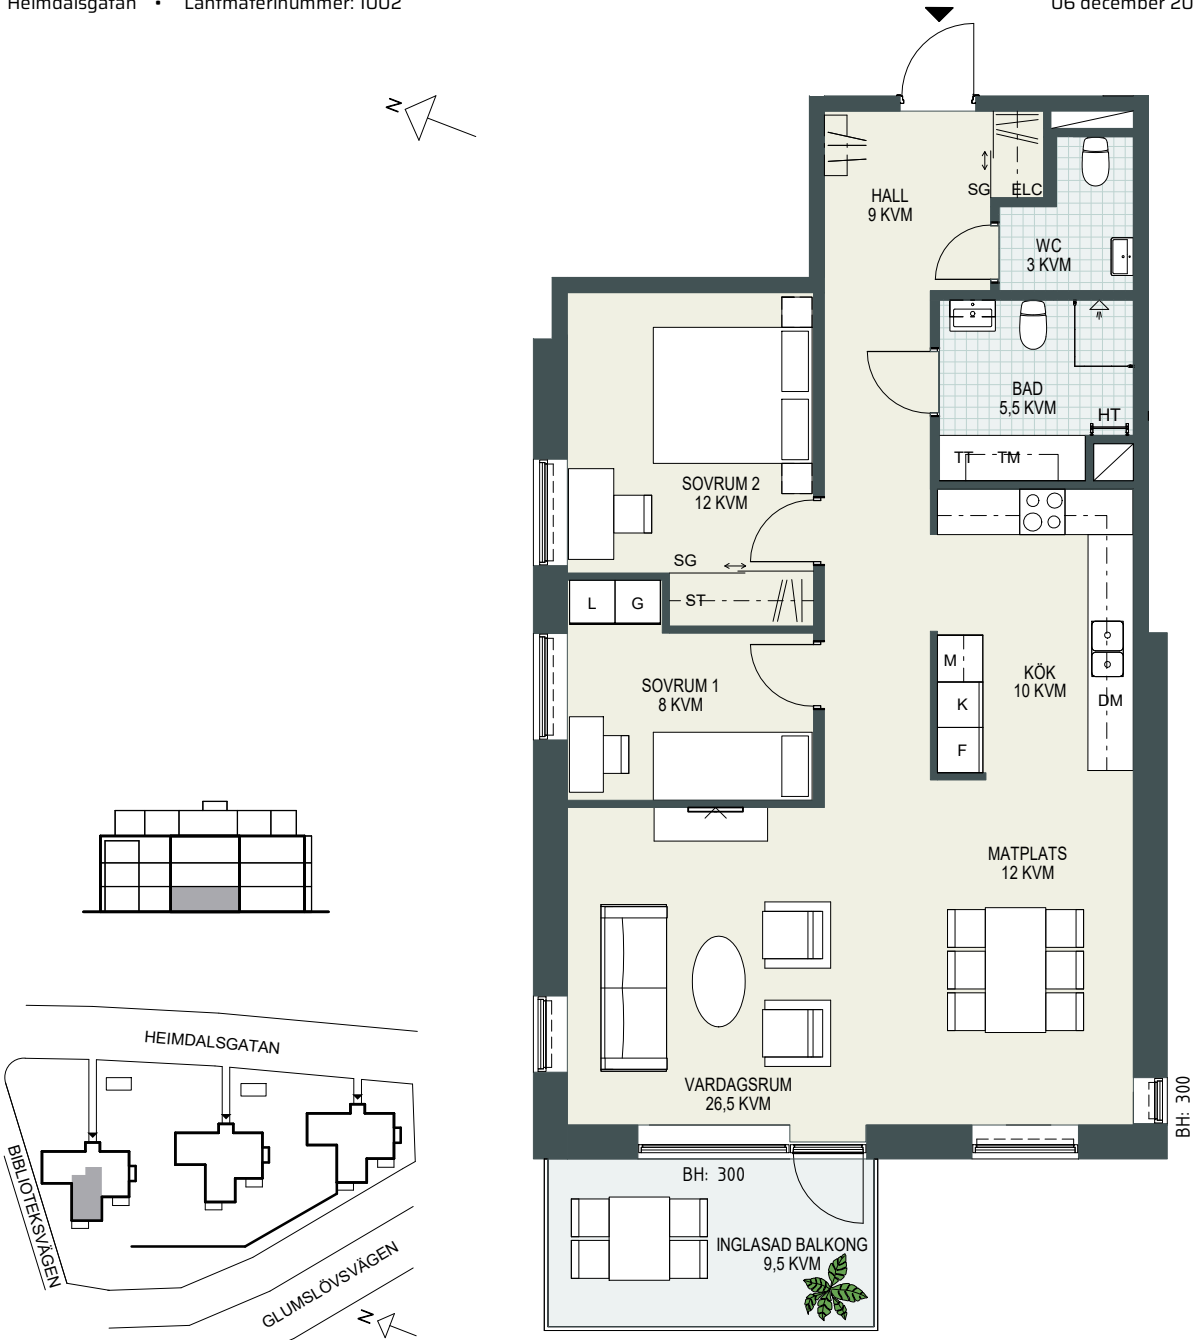 Heimdalsgatan • Lantmäterinummer: 1002
06 december 20
N
HALL
9 KVM
SG
ELC
WC
3 KVM
BAD
5,5 KVM
HT
TT
TM
SOVRUM 2
12 KVM
SG
ST
L
G
SOVRUM 1
8 KVM
M
K
F
KÖK
10 KVM
DM
MATPLATS
12 KVM
VARDAGSRUM
26,5 KVM
BH: 300
BH: 300
INGLASAD BALKONG
9,5 KVM
HEIMDALSGATAN
BIBLIOTEKSVÄGEN
GLUMSLÖVSVÄGEN
N